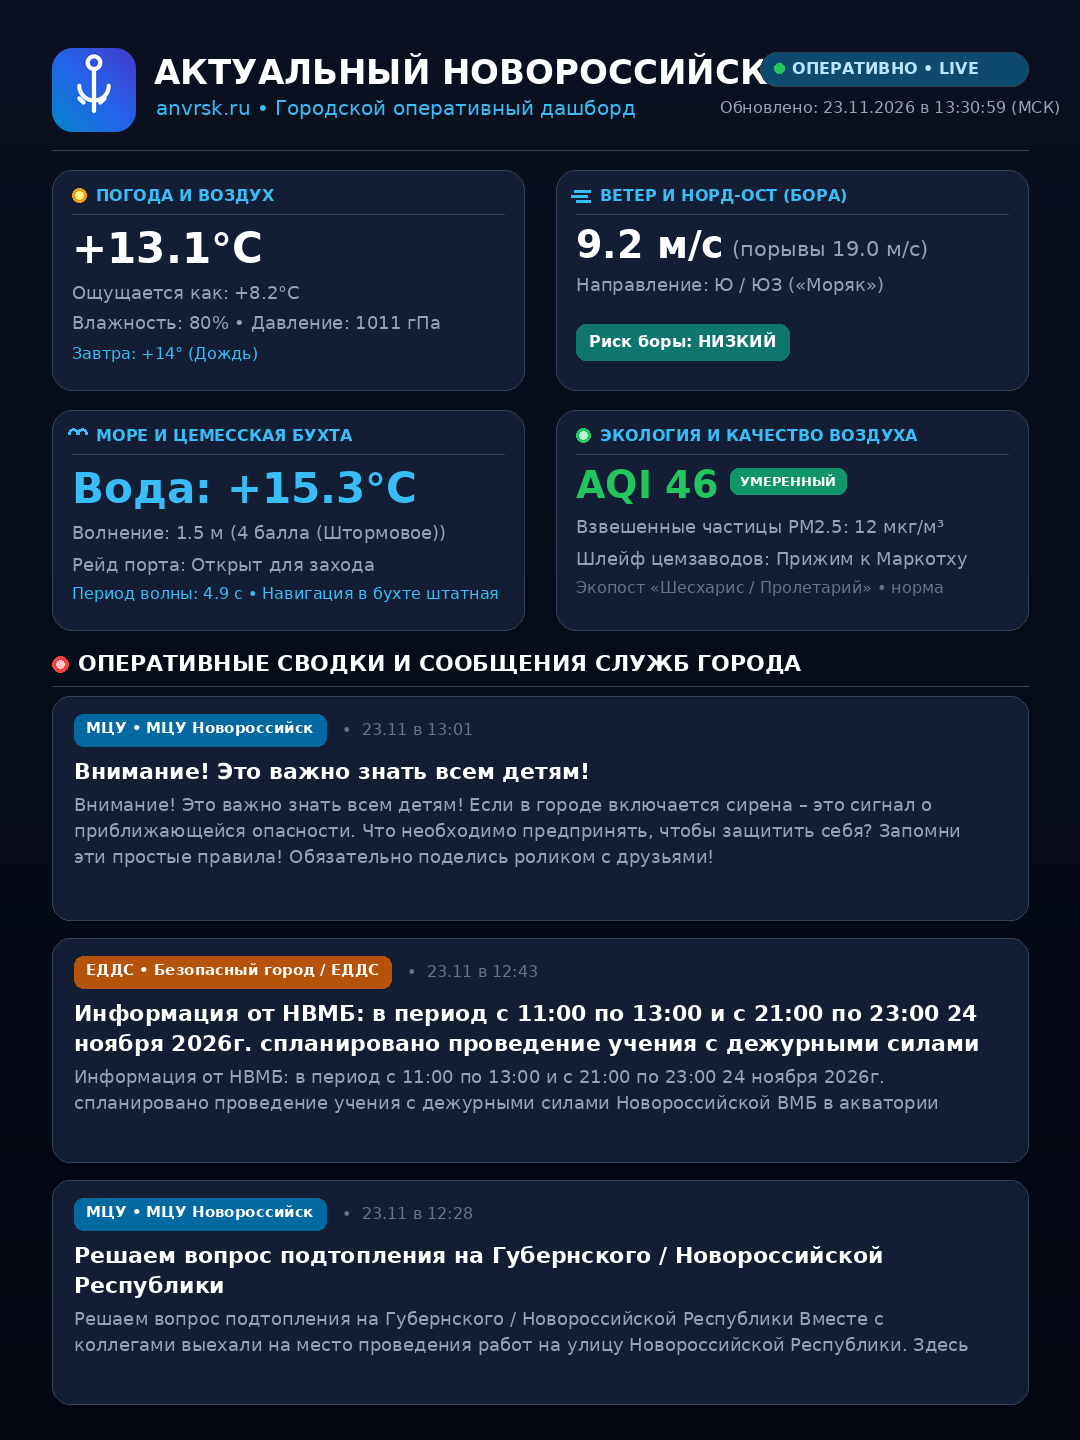 АКТУАЛЬНЫЙ НОВОРОССИЙСК
ОПЕРАТИВНО • LIVE
anvrsk.ru • Городской оперативный дашборд
Обновлено: 23.11.2026 в 13:30:59 (МСК)
ПОГОДА И ВОЗДУХ
+13.1°C
Ощущается как: +8.2°C
Влажность: 80% • Давление: 1011 гПа
Завтра: +14° (Дождь)
ВЕТЕР И НОРД-ОСТ (БОРА)
9.2 м/с (порывы 19.0 м/с)
Направление: Ю / ЮЗ («Моряк»)
Риск боры: НИЗКИЙ
МОРЕ И ЦЕМЕССКАЯ БУХТА
Вода: +15.3°C
Волнение: 1.5 м (4 балла (Штормовое))
Рейд порта: Открыт для захода
Период волны: 4.9 с • Навигация в бухте штатная
ЭКОЛОГИЯ И КАЧЕСТВО ВОЗДУХА
AQI 46 УМЕРЕННЫЙ
Взвешенные частицы PM2.5: 12 мкг/м³
Шлейф цемзаводов: Прижим к Маркотху
Экопост «Шесхарис / Пролетарий» • норма
ОПЕРАТИВНЫЕ СВОДКИ И СООБЩЕНИЯ СЛУЖБ ГОРОДА
МЦУ • МЦУ Новороссийск • 23.11 в 13:01
Внимание! Это важно знать всем детям!
Внимание! Это важно знать всем детям! Если в городе включается сирена – это сигнал о
приближающейся опасности. Что необходимо предпринять, чтобы защитить себя? Запомни
эти простые правила! Обязательно поделись роликом с друзьями!
ЕДДС • Безопасный город / ЕДДС • 23.11 в 12:43
Информация от НВМБ: в период с 11:00 по 13:00 и с 21:00 по 23:00 24
ноября 2026г. спланировано проведение учения с дежурными силами
Информация от НВМБ: в период с 11:00 по 13:00 и с 21:00 по 23:00 24 ноября 2026г.
спланировано проведение учения с дежурными силами Новороссийской ВМБ в акватории
МЦУ • МЦУ Новороссийск • 23.11 в 12:28
Решаем вопрос подтопления на Губернского / Новороссийской
Республики
Решаем вопрос подтопления на Губернского / Новороссийской Республики Вместе с
коллегами выехали на место проведения работ на улицу Новороссийской Республики. Здесь